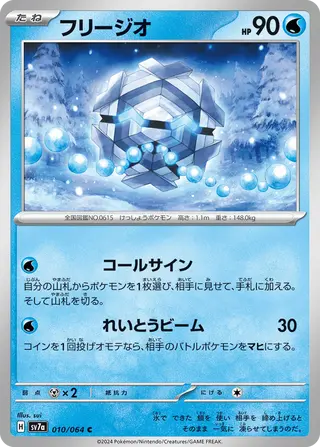 たね フリージオ HP 90
全国図鑑NO.0615 けっしょうポケモン 高さ：1.1m 重さ：148.0kg
コールサイン
自分の山札からポケモンを1枚選び、相手に見せて、手札に加える。
そして山札を切る。
れいとうビーム 30
コインを1回投げオモテなら、相手のバトルポケモンをマヒにする。
弱点 ×2 抵抗力 にげる
Illus. sui
H sv7a 010/064 C
©2024 Pokémon/Nintendo/Creatures/GAME FREAK.